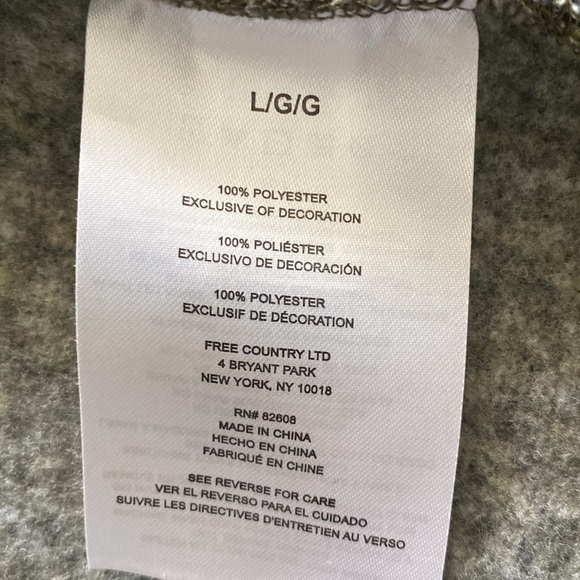 L/G/G
100% POLYESTER
EXCLUSIVE OF DECORATION
100% POLIÉSTER
EXCLUSIVO DE DECORACIÓN
100% POLYESTER
EXCLUSIF DE DÉCORATION
FREE COUNTRY LTD
4 BRYANT PARK
NEW YORK, NY 10018
RN# 82608
MADE IN CHINA
HECHO EN CHINA
FABRIQUÉ EN CHINE
SEE REVERSE FOR CARE
VER EL REVERSO PARA EL CUIDADO
SUIVRE LES DIRECTIVES D'ENTRETIEN AU VERSO